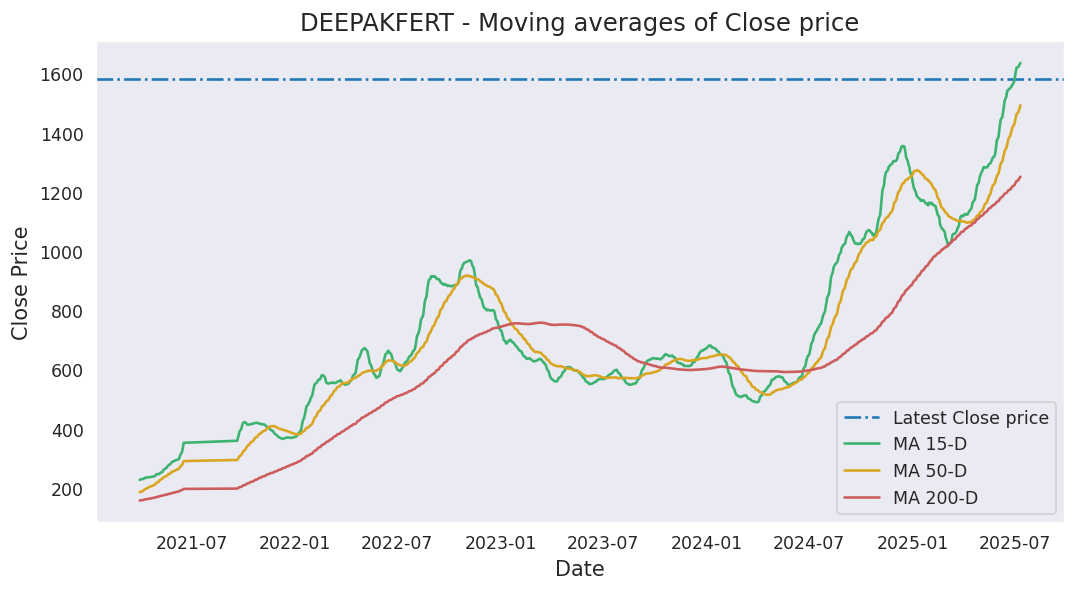 DEEPAKFERT - Moving averages of Close price
1600
1400
1200
1000
800
600
400
200
Close Price
2021-07
2022-01
2022-07
2023-01
2023-07
2024-01
2024-07
2025-01
2025-07
Date
Latest Close price
MA 15-D
MA 50-D
MA 200-D